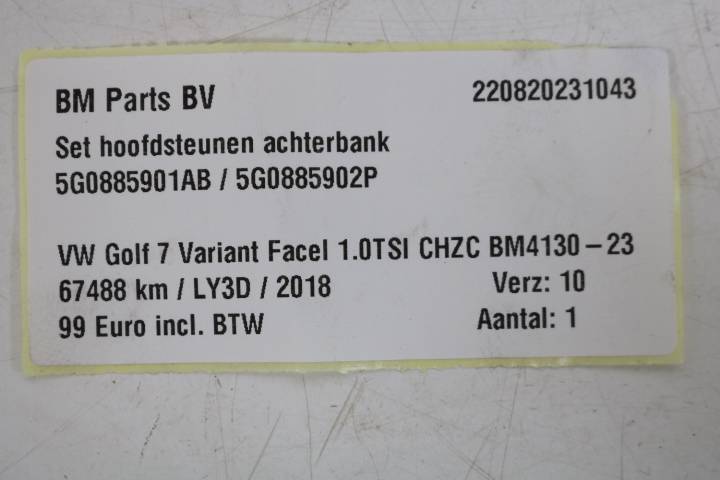 BM Parts BV 220820231043
Set hoofdsteunen achterbank
5G0885901AB / 5G0885902P
VW Golf 7 Variant Facel 1.0TSI CHZC BM4130-23
67488 km / LY3D / 2018 Verz: 10
99 Euro incl. BTW Aantal: 1